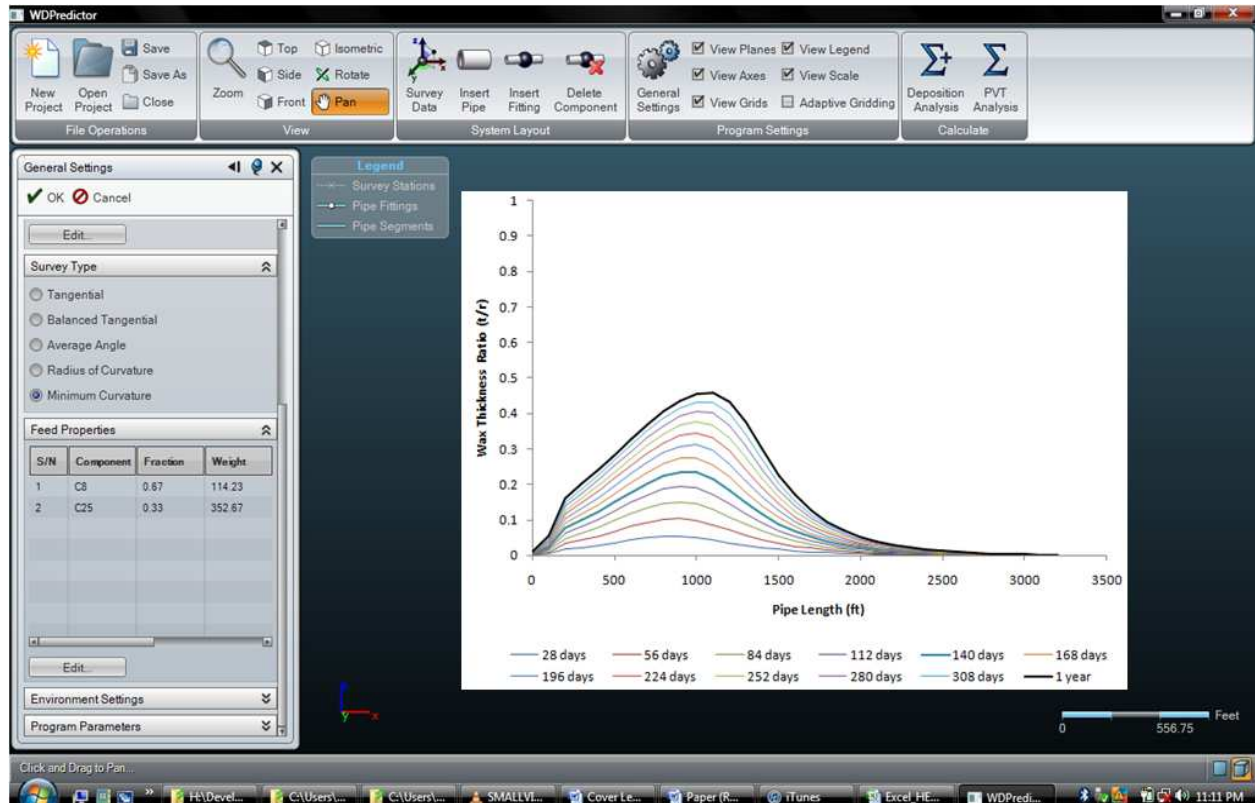 WDPredictor
New Project
Open Project
Save
Save As
Close
File Operations
Zoom
Top
Side
Front
Isometric
Rotate
Pan
View
Survey Data
Insert Pipe
Insert Fitting
Delete Component
System Layout
General Settings
View Planes
View Axes
View Grids
View Legend
View Scale
Adaptive Gridding
Program Settings
Deposition Analysis
PVT Analysis
Calculate
General Settings
OK Cancel
Edit...
Survey Type
Tangential
Balanced Tangential
Average Angle
Radius of Curvature
Minimum Curvature
Feed Properties
S/N Component Fraction Weight
1 C8 0.67 114.23
2 C25 0.33 352.67
Edit...
Environment Settings
Program Parameters
Legend
Survey Stations
Pipe Fittings
Pipe Segments
Wax Thickness Ratio (t/r)
1
0.9
0.8
0.7
0.6
0.5
0.4
0.3
0.2
0.1
0
0 500 1000 1500 2000 2500 3000 3500
Pipe Length (ft)
28 days 56 days 84 days 112 days 140 days 168 days
196 days 224 days 252 days 280 days 308 days 1 year
z
y x
Feet
0 556.75
Click and Drag to Pan...
H:\Devel... C:\Users\... C:\Users\... SMALLVI... Cover Le... Paper (R... iTunes Excel_HE... WDPredi... 11:11 PM